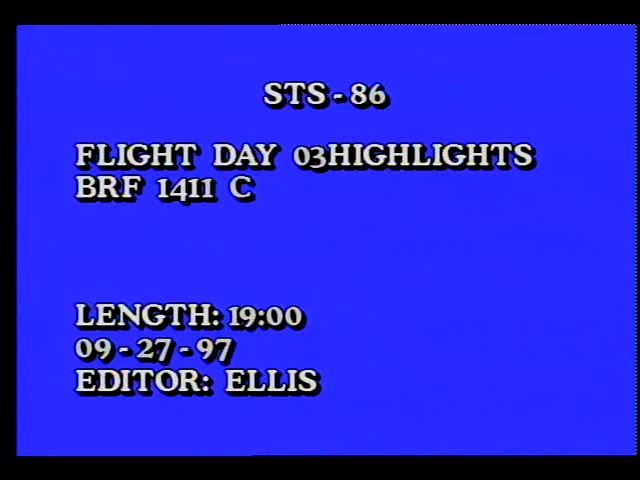 STS - 86
FLIGHT DAY 03HIGHLIGHTS
BRF 1411 C
LENGTH: 19:00
09 - 27 - 97
EDITOR: ELLIS